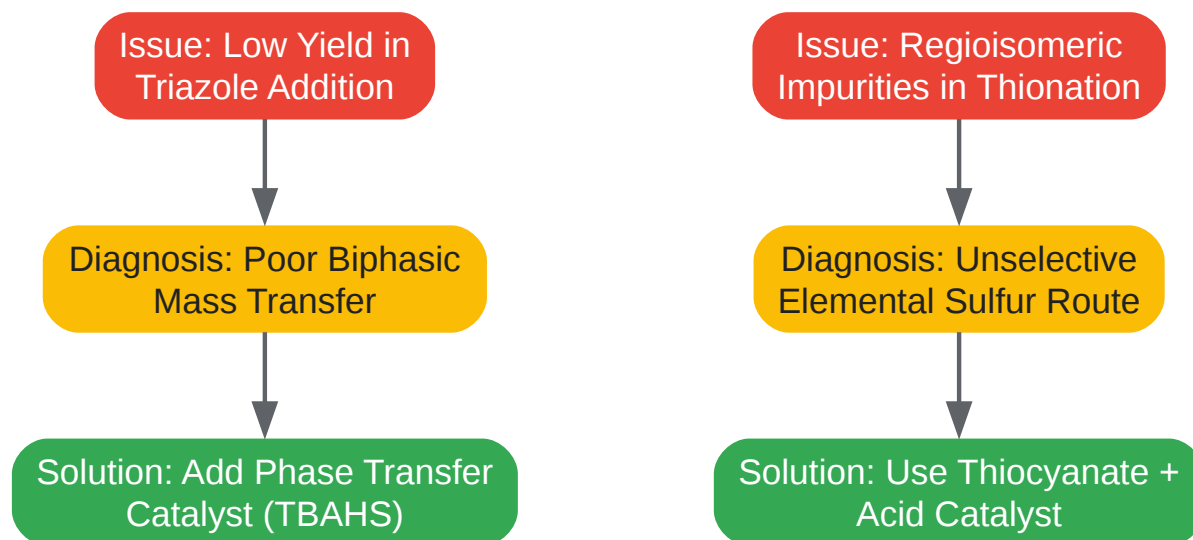 Issue: Low Yield in
Triazole Addition
Diagnosis: Poor Biphasic
Mass Transfer
Solution: Add Phase Transfer
Catalyst (TBAHS)
Issue: Regioisomeric
Impurities in Thionation
Diagnosis: Unselective
Elemental Sulfur Route
Solution: Use Thiocyanate +
Acid Catalyst